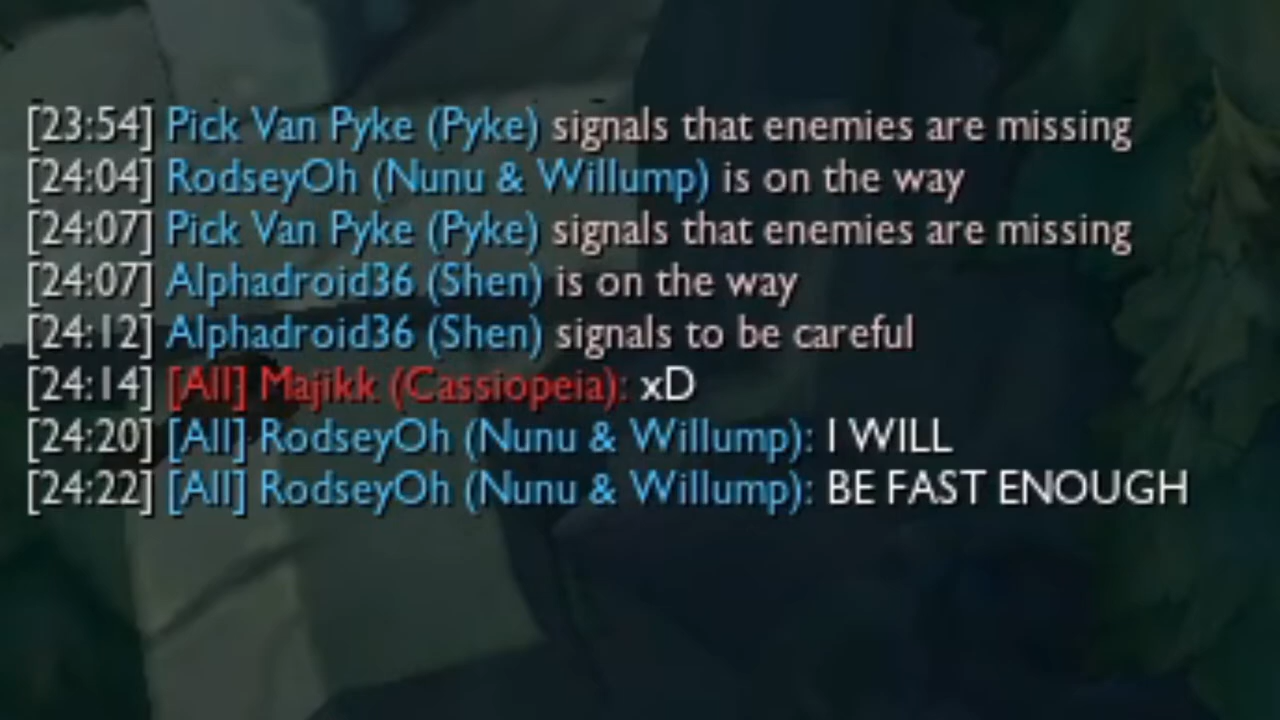 [23:54] Pick Van Pyke (Pyke) signals that enemies are missing
[24:04] RodseyOh (Nunu & Willump) is on the way
[24:07] Pick Van Pyke (Pyke) signals that enemies are missing
[24:07] Alphadroid36 (Shen) is on the way
[24:12] Alphadroid36 (Shen) signals to be careful
[24:14] [All] Majikk (Cassiopeia): xD
[24:20] [All] RodseyOh (Nunu & Willump): I WILL
[24:22] [All] RodseyOh (Nunu & Willump): BE FAST ENOUGH